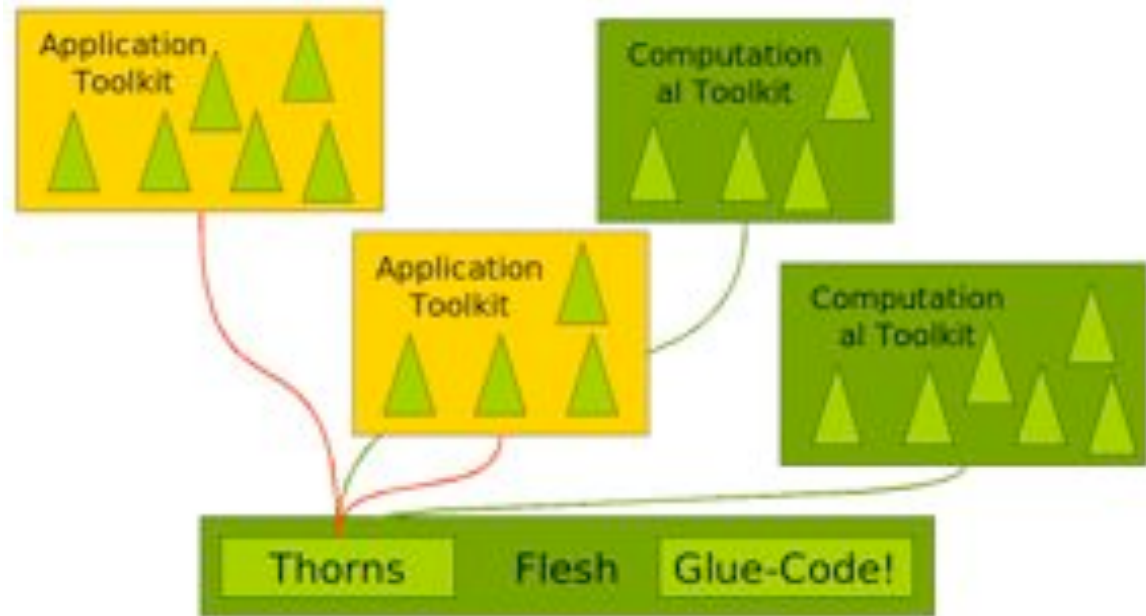 Application
Toolkit
Computation
al Toolkit
Application
Toolkit
Computation
al Toolkit
Thorns Flesh Glue-Code!